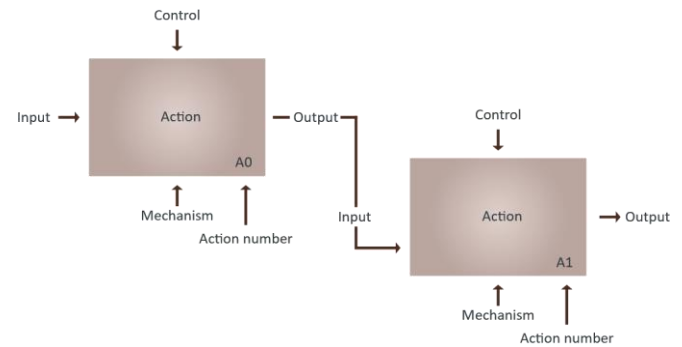 Control
Input
Action
Output
A0
Mechanism
Action number
Control
Input
Action
Output
A1
Mechanism
Action number